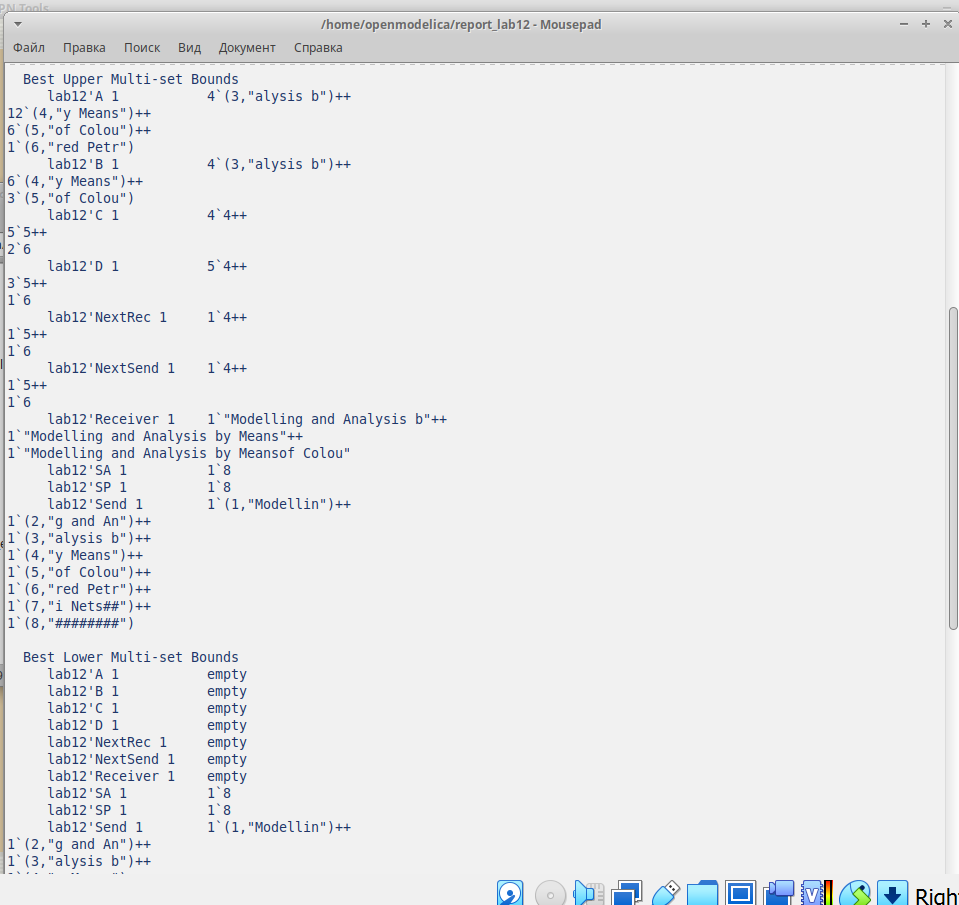 PN Tools
/home/openmodelica/report_lab12 - Mousepad
Файл Правка Поиск Вид Документ Справка
  Best Upper Multi-set Bounds
     lab12'A 1           4`(3,"alysis b")++
12`(4,"y Means")++
6`(5,"of Colou")++
1`(6,"red Petr")
     lab12'B 1           4`(3,"alysis b")++
6`(4,"y Means")++
3`(5,"of Colou")
     lab12'C 1           4`4++
5`5++
2`6
     lab12'D 1           5`4++
3`5++
1`6
     lab12'NextRec 1     1`4++
1`5++
1`6
     lab12'NextSend 1    1`4++
1`5++
1`6
     lab12'Receiver 1    1`"Modelling and Analysis b"++
1`"Modelling and Analysis by Means"++
1`"Modelling and Analysis by Meansof Colou"
     lab12'SA 1          1`8
     lab12'SP 1          1`8
     lab12'Send 1        1`(1,"Modellin")++
1`(2,"g and An")++
1`(3,"alysis b")++
1`(4,"y Means")++
1`(5,"of Colou")++
1`(6,"red Petr")++
1`(7,"i Nets##")++
1`(8,"########")
  Best Lower Multi-set Bounds
     lab12'A 1           empty
     lab12'B 1           empty
     lab12'C 1           empty
     lab12'D 1           empty
     lab12'NextRec 1     empty
     lab12'NextSend 1    empty
     lab12'Receiver 1    empty
     lab12'SA 1          1`8
     lab12'SP 1          1`8
     lab12'Send 1        1`(1,"Modellin")++
1`(2,"g and An")++
1`(3,"alysis b")++
Righ